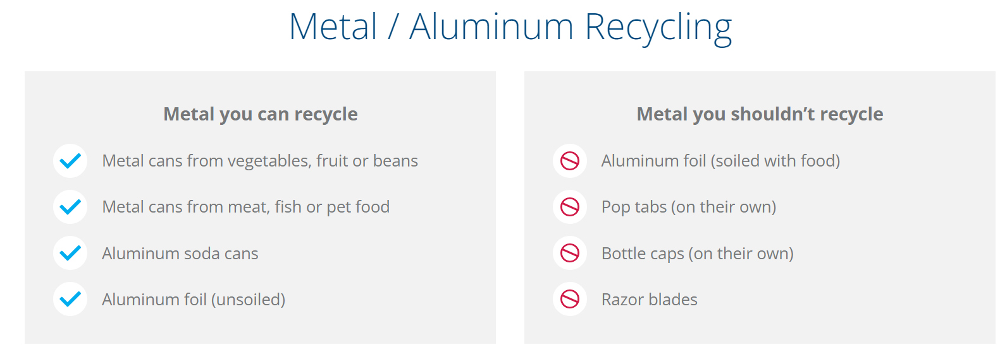 Metal / Aluminum Recycling
Metal you can recycle
Metal cans from vegetables, fruit or beans
Metal cans from meat, fish or pet food
Aluminum soda cans
Aluminum foil (unsoiled)
Metal you shouldn’t recycle
Aluminum foil (soiled with food)
Pop tabs (on their own)
Bottle caps (on their own)
Razor blades